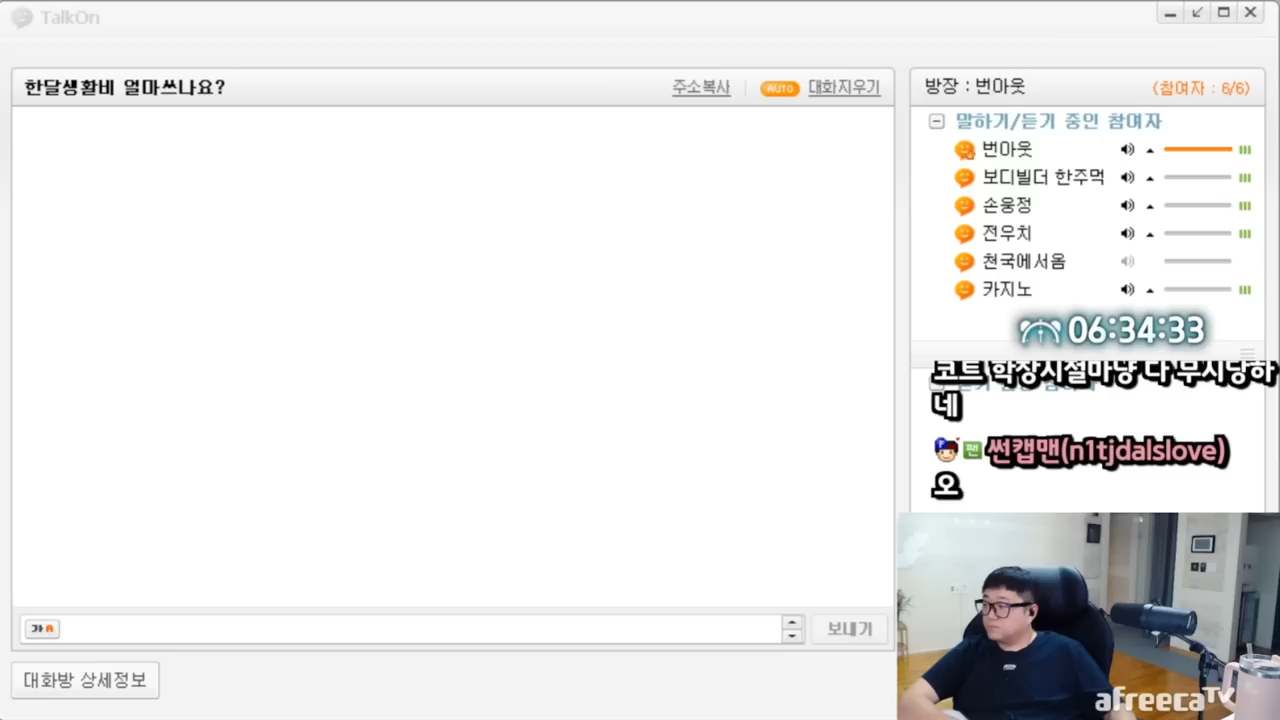 TalkOn
한달생활비 얼마쓰나요?
주소복사
AUTO
대화지우기
방장 : 번아웃
(참여자 : 6/6)
말하기/듣기 중인 참여자
번아웃
보디빌더 한주먹
손웅정
전우치
천국에서옴
카지노
06:34:33
코트 학창시절마냥 다 무시당하
네
팬 썬캡맨(n1tjdalslove)
오
가
보내기
대화방 상세정보
afreecaTV